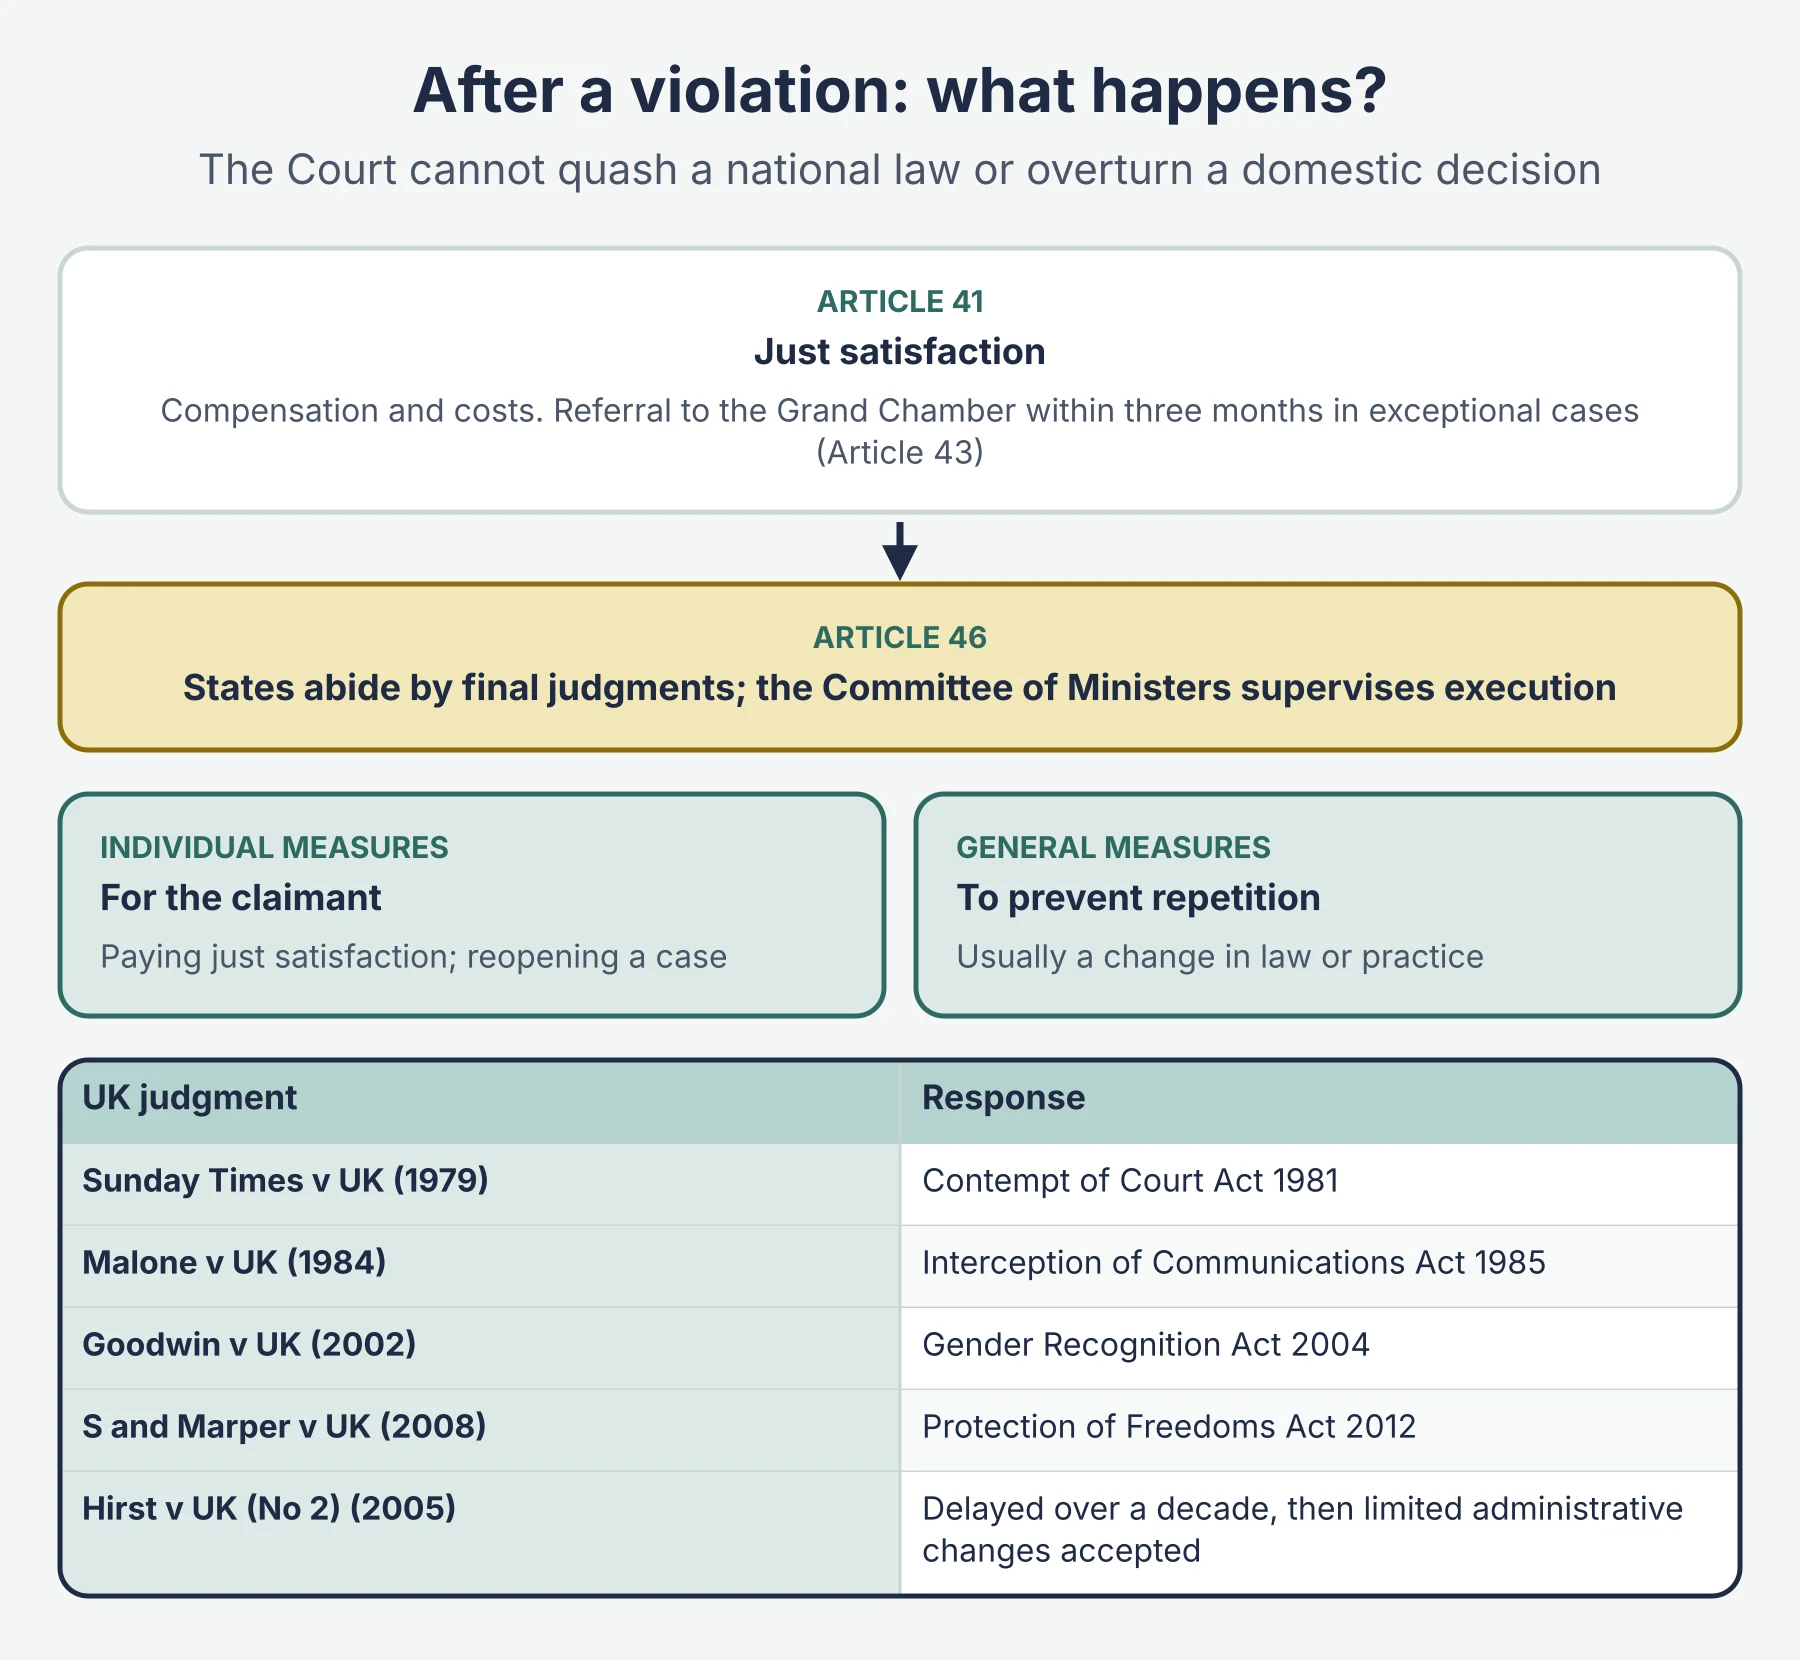 After a violation: what happens?
The Court cannot quash a national law or overturn a domestic decision
ARTICLE 41
Just satisfaction
Compensation and costs. Referral to the Grand Chamber within three months in exceptional cases
(Article 43)
ARTICLE 46
States abide by final judgments; the Committee of Ministers supervises execution
INDIVIDUAL MEASURES
For the claimant
Paying just satisfaction; reopening a case
GENERAL MEASURES
To prevent repetition
Usually a change in law or practice
UK judgment
Response
Sunday Times v UK (1979)
Contempt of Court Act 1981
Malone v UK (1984)
Interception of Communications Act 1985
Goodwin v UK (2002)
Gender Recognition Act 2004
S and Marper v UK (2008)
Protection of Freedoms Act 2012
Hirst v UK (No 2) (2005)
Delayed over a decade, then limited administrative
changes accepted